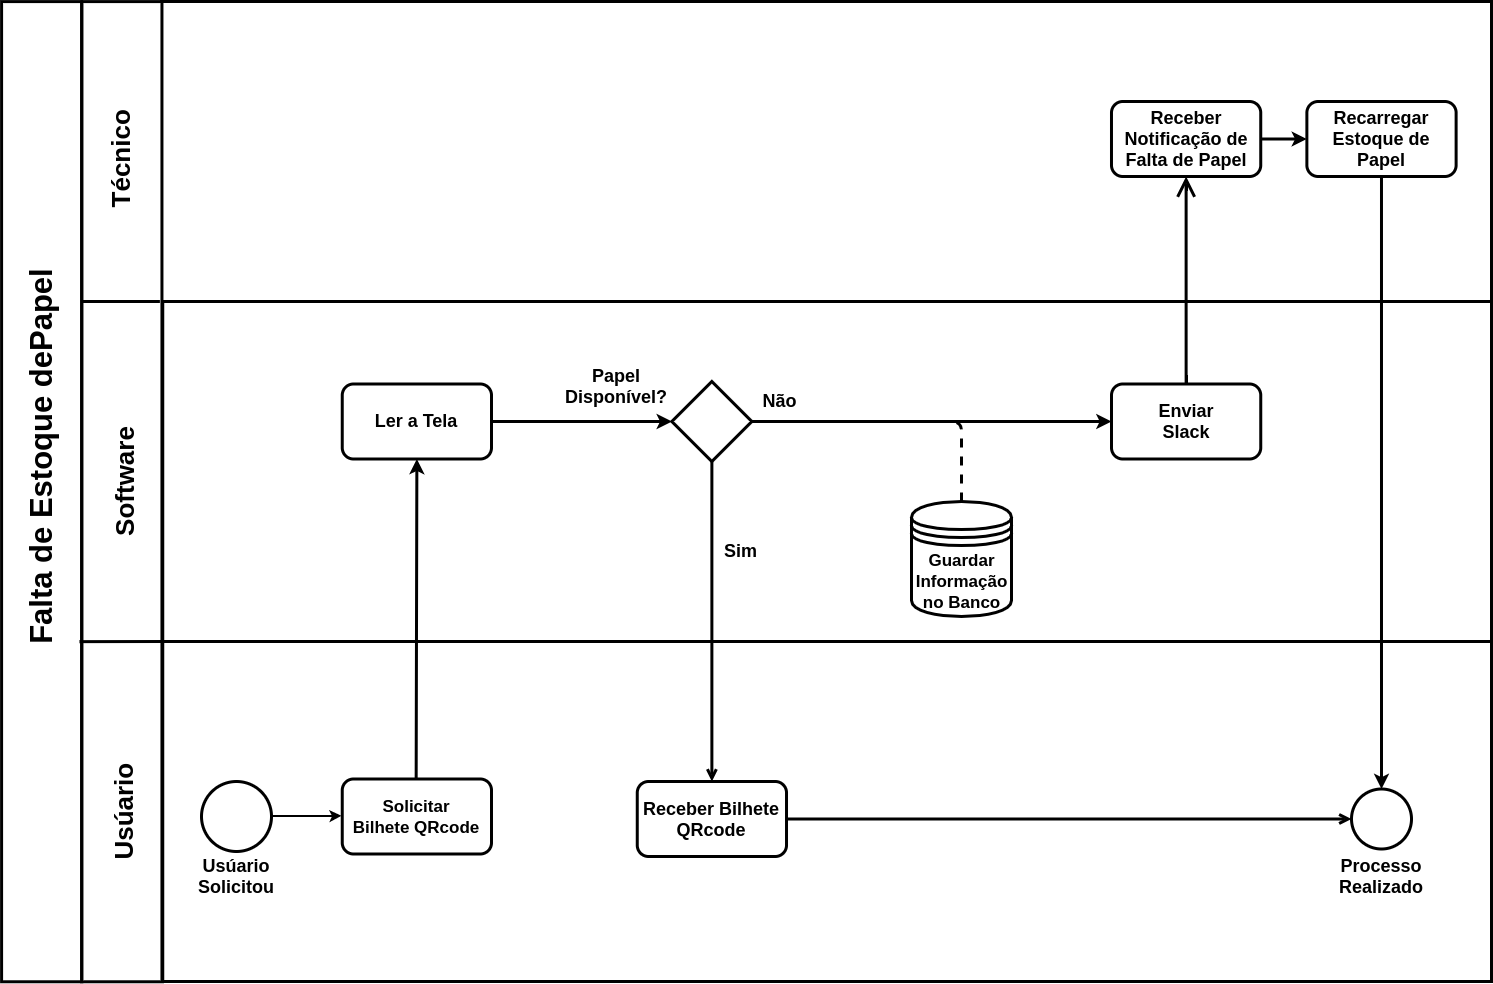 Falta de Estoque dePapel
Técnico
Receber
Notificação de
Falta de Papel
Recarregar
Estoque de
Papel
Software
Ler a Tela
Papel
Disponível?
Não
Sim
Enviar
Slack
Guardar
Informação
no Banco
Usúario
Usúario
Solicitou
Solicitar
Bilhete QRcode
Receber Bilhete
QRcode
Processo
Realizado